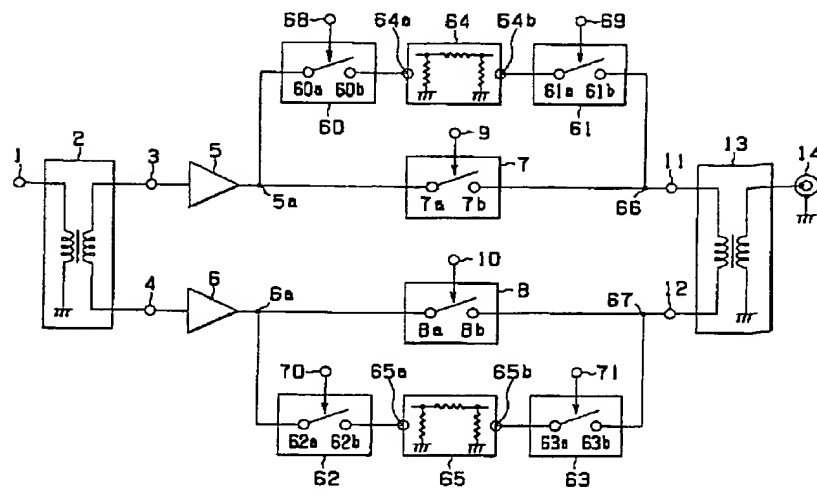 68 64a 64 64b 69
60a 60b 61a 61b
60 61
1 2 3 5 9 7 11 13 14
5a 7a 7b 66
4 6 6a 10 8 67 12
8a 8b
70 65a 65b 71
62a 62b 63a 63b
62 65 63